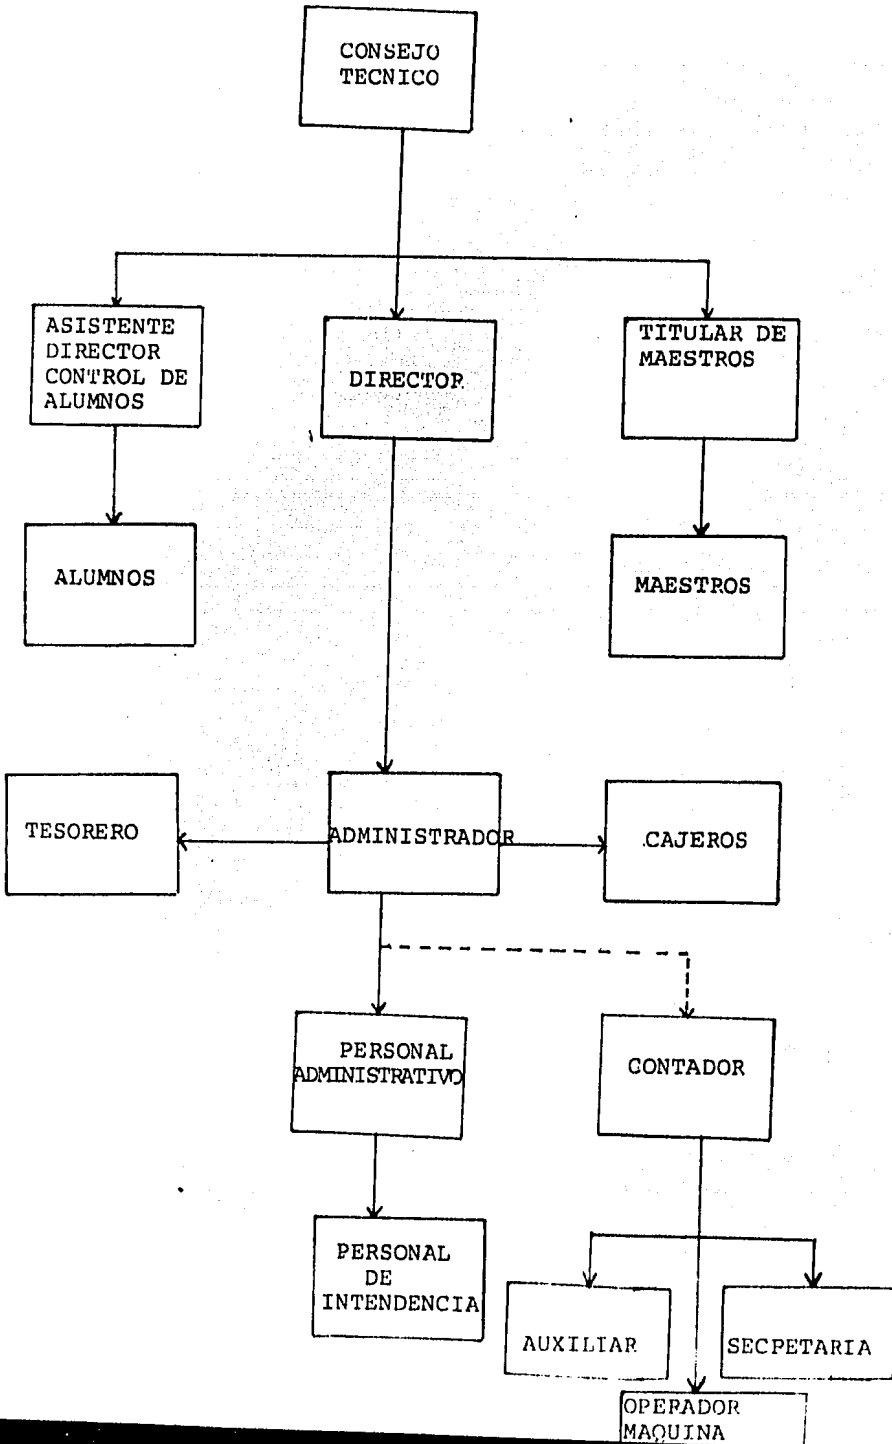 CONSEJO
TECNICO
ASISTENTE
DIRECTOR
CONTROL DE
ALUMNOS
DIRECTOR
TITULAR DE
MAESTROS
ALUMNOS
MAESTROS
TESORERO
ADMINISTRADOR
CAJEROS
PERSONAL
ADMINISTRATIVO
CONTADOR
PERSONAL
DE
INTENDENCIA
AUXILIAR
SECPETARIA
OPERADOR
MAQUINA